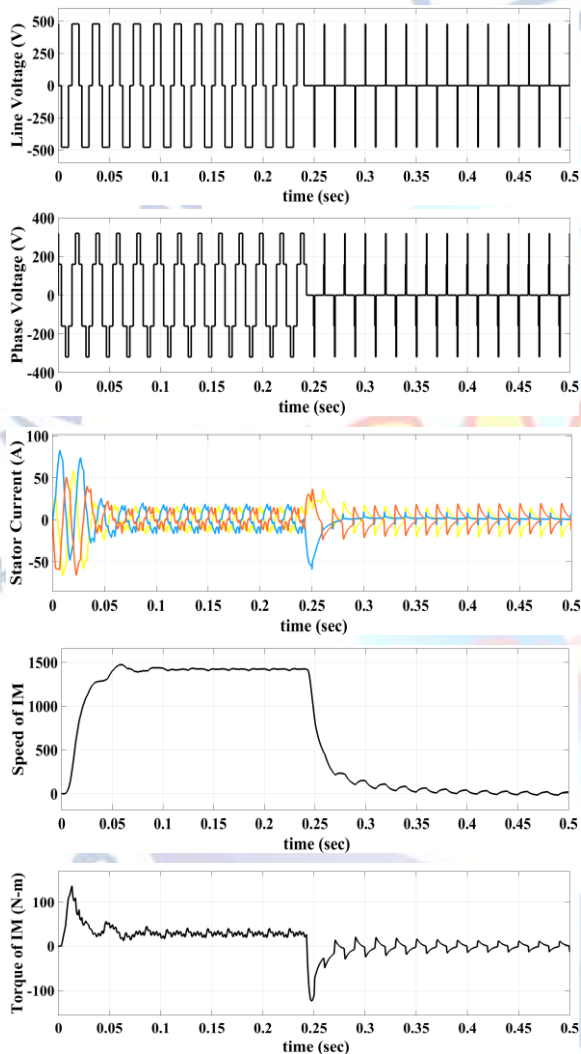 Line Voltage (V)
500
250
0
-250
-500
0 0.05 0.1 0.15 0.2 0.25 0.3 0.35 0.4 0.45 0.5
time (sec)
Phase Voltage (V)
400
200
0
-200
-400
0 0.05 0.1 0.15 0.2 0.25 0.3 0.35 0.4 0.45 0.5
time (sec)
Stator Current (A)
100
50
0
-50
0 0.05 0.1 0.15 0.2 0.25 0.3 0.35 0.4 0.45 0.5
time (sec)
Speed of IM
1500
1000
500
0
0 0.05 0.1 0.15 0.2 0.25 0.3 0.35 0.4 0.45 0.5
time (sec)
Torque of IM (N-m)
100
0
-100
0 0.05 0.1 0.15 0.2 0.25 0.3 0.35 0.4 0.45 0.5
time (sec)